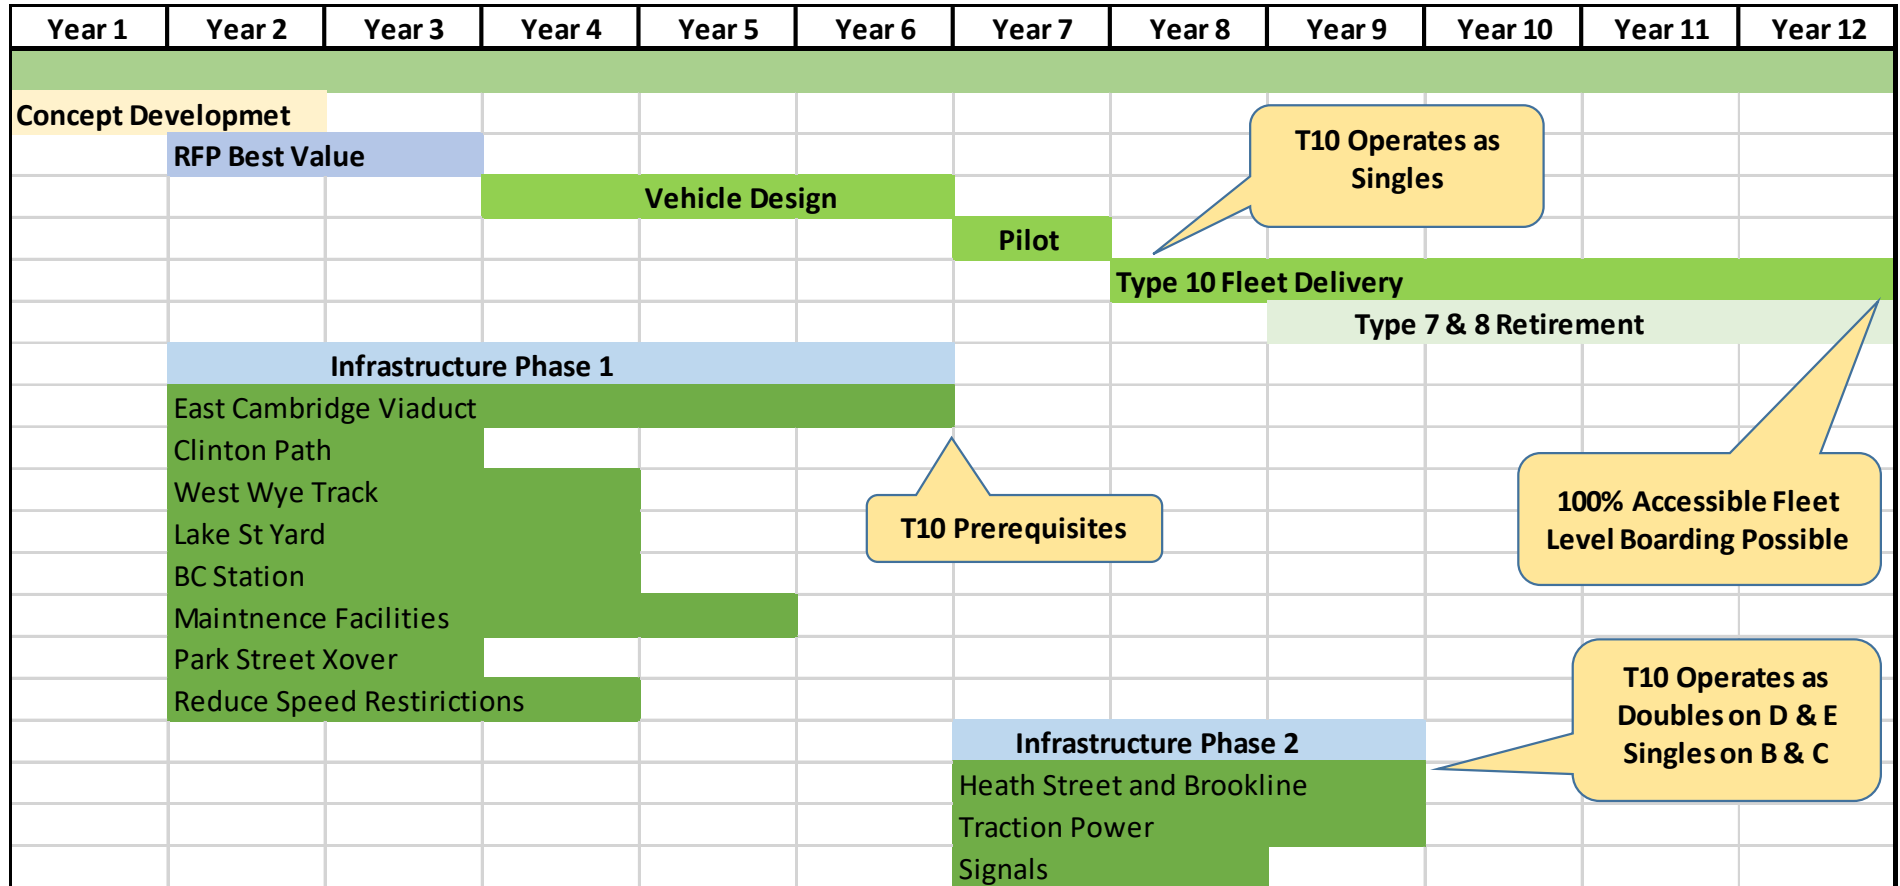 Year 1 Year 2 Year 3 Year 4 Year 5 Year 6 Year 7 Year 8 Year 9 Year 10 Year 11 Year 12
Concept Developmet
RFP Best Value
T10 Operates as
Singles
Vehicle Design
Pilot
Type 10 Fleet Delivery
Type 7 & 8 Retirement
Infrastructure Phase 1
East Cambridge Viaduct
Clinton Path
West Wye Track
Lake St Yard
BC Station
Maintnence Facilities
Park Street Xover
Reduce Speed Restirictions
T10 Prerequisites
100% Accessible Fleet
Level Boarding Possible
Infrastructure Phase 2
Heath Street and Brookline
Traction Power
Signals
T10 Operates as
Doubles on D & E
Singles on B & C